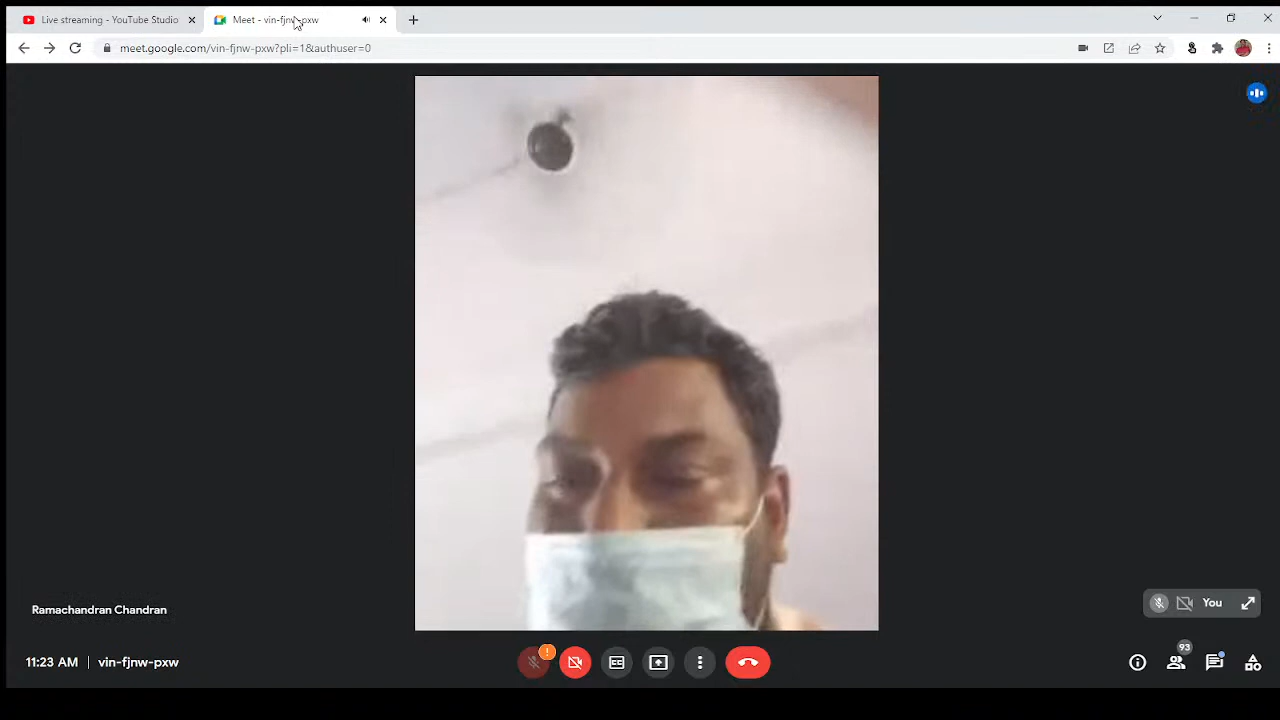 Live streaming - YouTube Studio
Meet - vin-fjnw-pxw
meet.google.com/vin-fjnw-pxw?pli=1&authuser=0
Ramachandran Chandran
You
11:23 AM | vin-fjnw-pxw
93